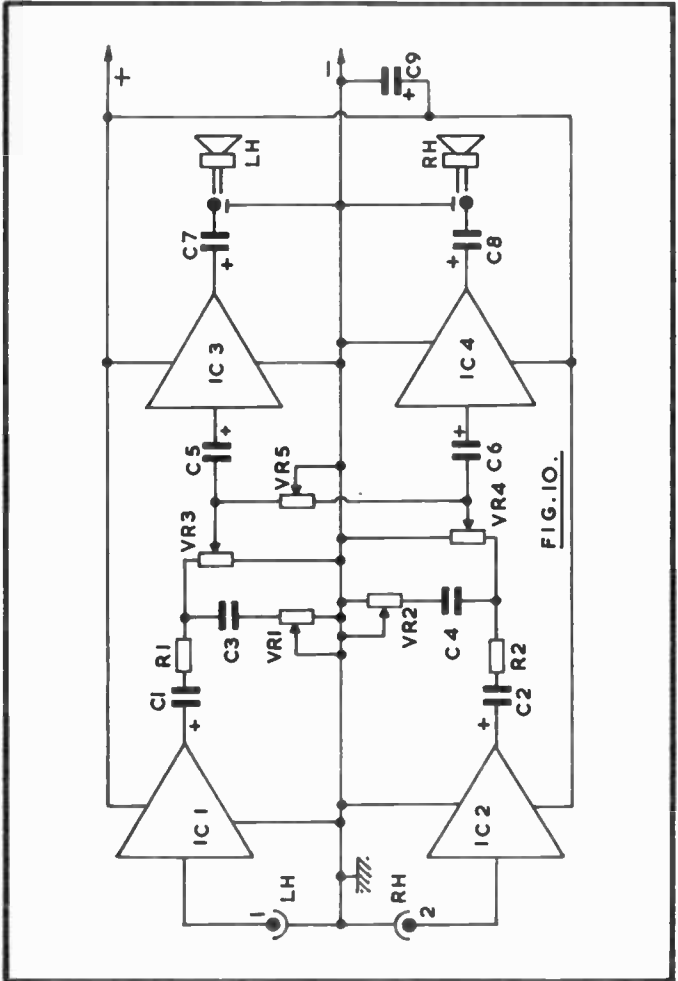 +
C1
R1
VR3
C5
C7
+
+
+
IC 1
IC 3
LH
C3
VR1
VR5
1
LH
−
C9
+
RH
2
VR2
C4
VR4
C6
C8
+
+
+
RH
IC 2
IC 4
C2
R2
FIG.10.